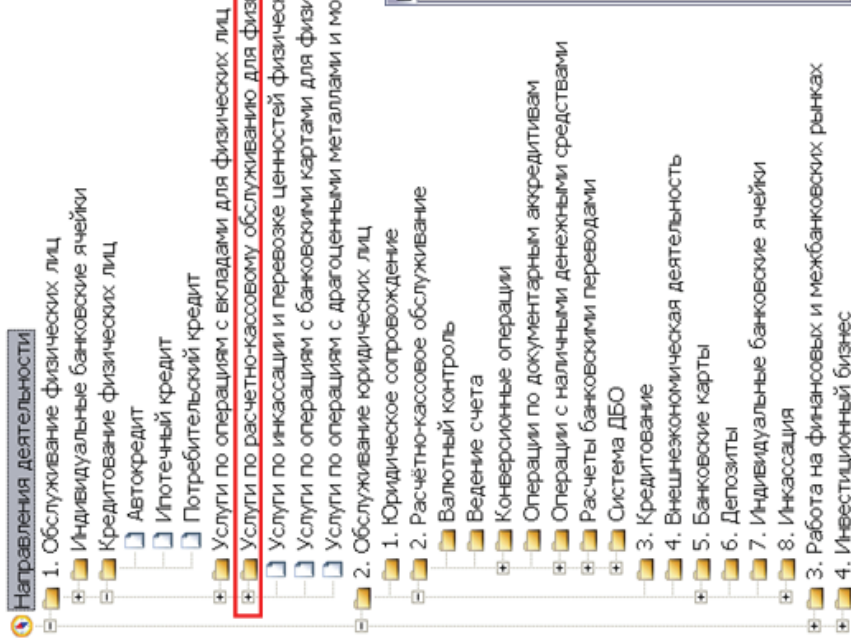 Направления деятельности
1. Обслуживание физических лиц
Индивидуальные банковские ячейки
Кредитование физических лиц
Автокредит
Ипотечный кредит
Потребительский кредит
Услуги по операциям с вкладами для физических лиц
Услуги по расчетно-кассовому обслуживанию для физ
Услуги по инкассации и перевозке ценностей физичес
Услуги по операциям с банковскими картами для физи
Услуги по операциям с драгоценными металлами и мо
2. Обслуживание юридических лиц
1. Юридическое сопровождение
2. Расчётно-кассовое обслуживание
Валютный контроль
Ведение счета
Конверсионные операции
Операции по документарным аккредитивам
Операции с наличными денежными средствами
Расчеты банковскими переводами
Система ДБО
3. Кредитование
4. Внешнеэкономическая деятельность
5. Банковские карты
6. Депозиты
7. Индивидуальные банковские ячейки
8. Инкассация
3. Работа на финансовых и межбанковских рынках
4. Инвестиционный бизнес